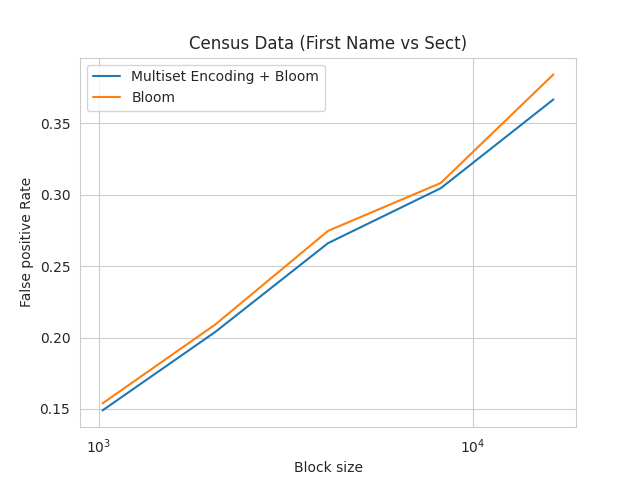 Census Data (First Name vs Sect)
Multiset Encoding + Bloom
Bloom
0.35
0.30
0.25
0.20
0.15
False positive Rate
10³
10⁴
Block size